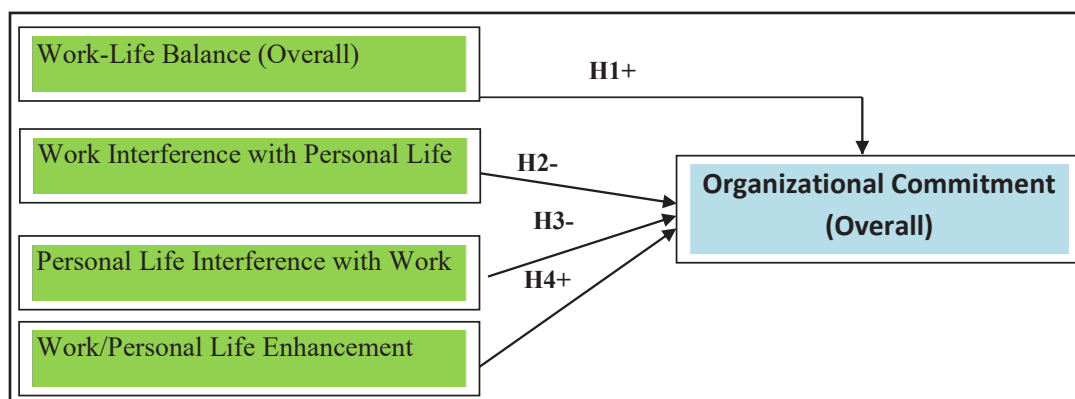 Work-Life Balance (Overall)
H1+
Work Interference with Personal Life
H2-
Organizational Commitment
(Overall)
H3-
Personal Life Interference with Work
H4+
Work/Personal Life Enhancement